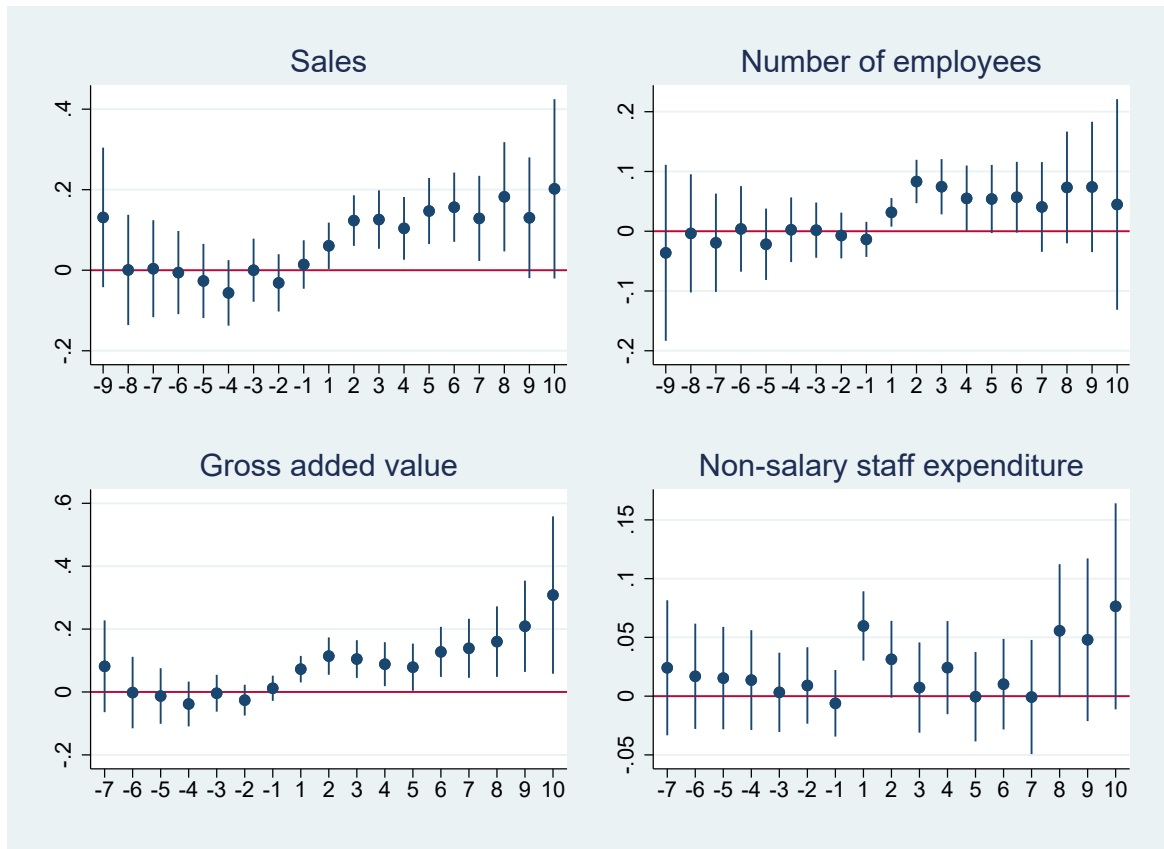 Sales
.4
.2
0
-.2
-9 -8 -7 -6 -5 -4 -3 -2 -1 1 2 3 4 5 6 7 8 9 10
Number of employees
.2
.1
0
-.1
-.2
-9 -8 -7 -6 -5 -4 -3 -2 -1 1 2 3 4 5 6 7 8 9 10
Gross added value
.6
.4
.2
0
-.2
-7 -6 -5 -4 -3 -2 -1 1 2 3 4 5 6 7 8 9 10
Non-salary staff expenditure
.15
.1
.05
0
-.05
-7 -6 -5 -4 -3 -2 -1 1 2 3 4 5 6 7 8 9 10